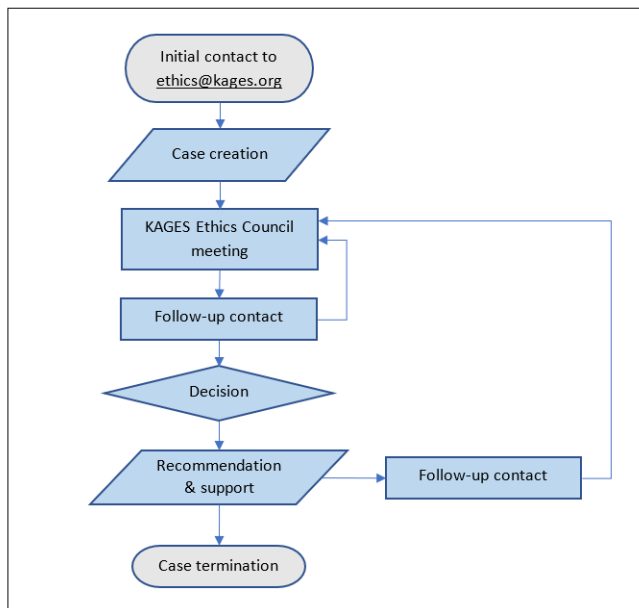 Initial contact to
ethics@kages.org
Case creation
KAGES Ethics Council
meeting
Follow-up contact
Decision
Recommendation
& support
Follow-up contact
Case termination